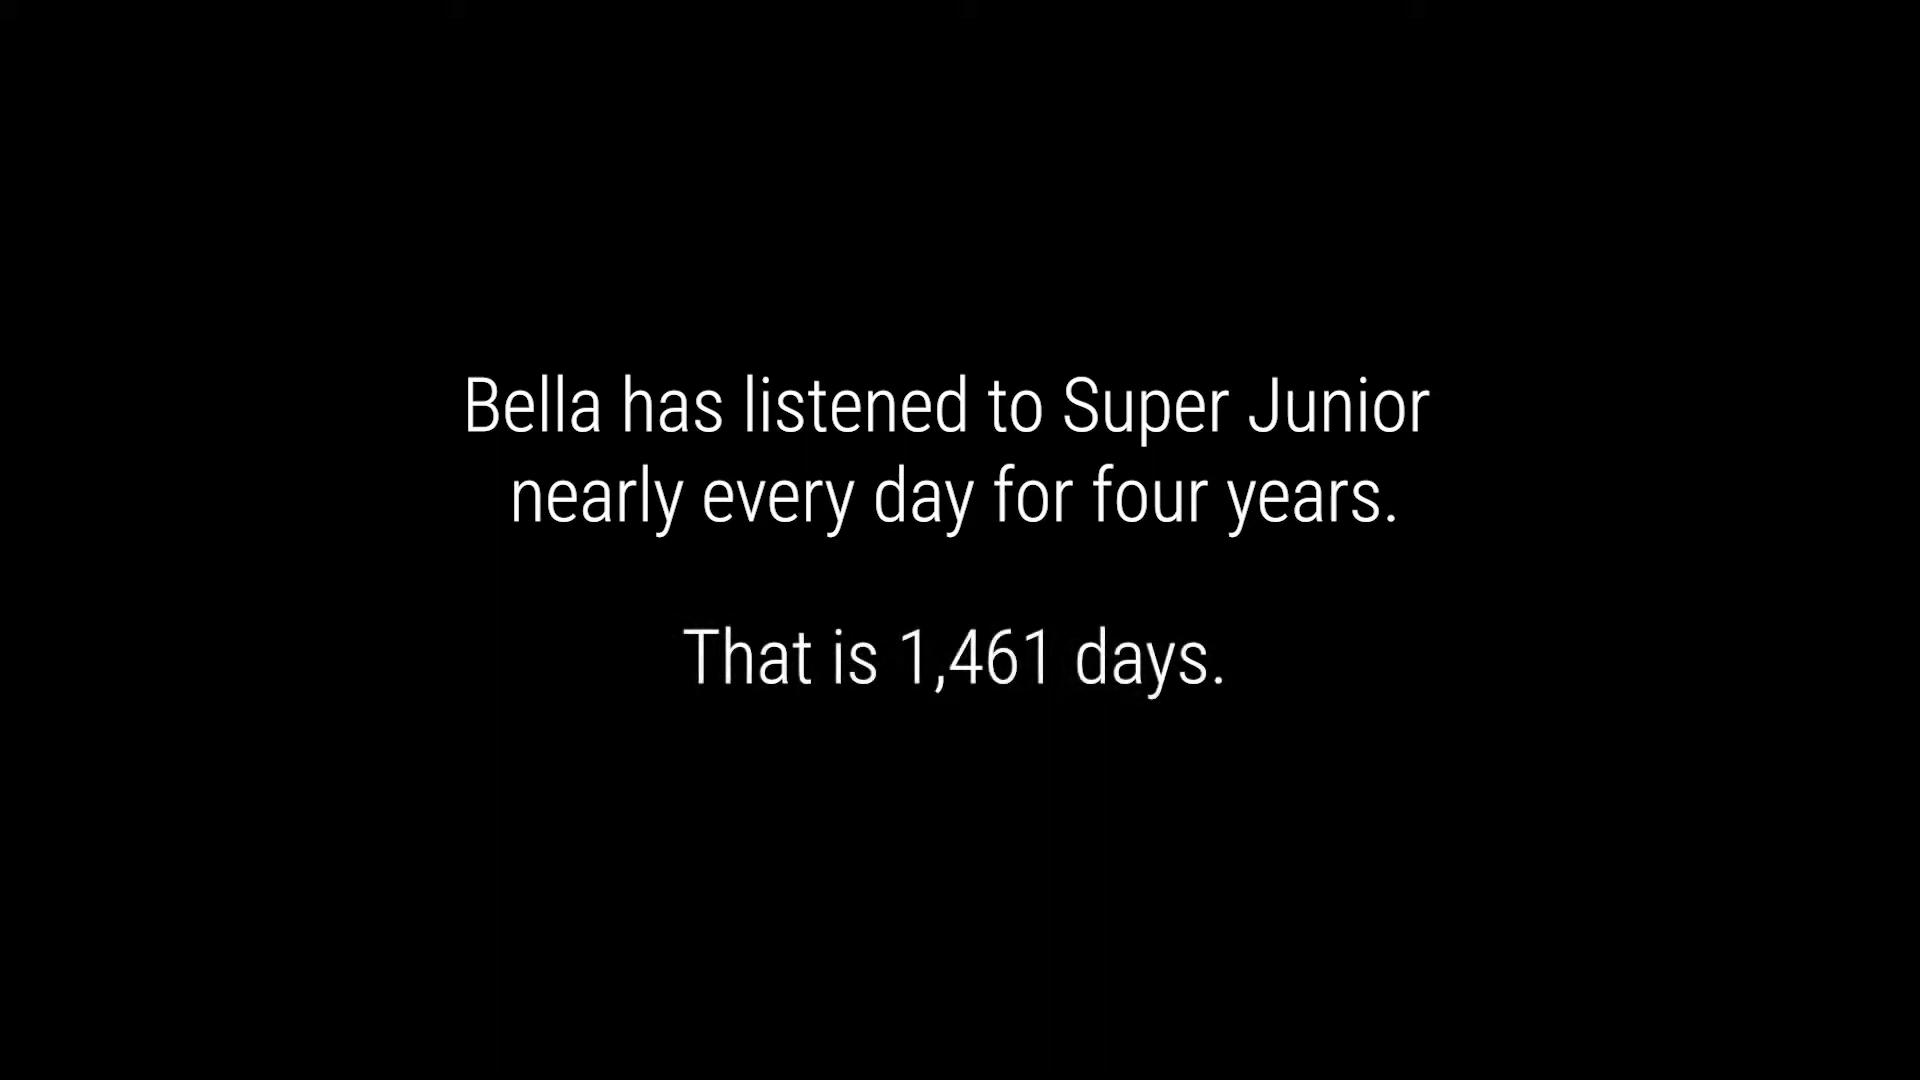 Bella has listened to Super Junior
nearly every day for four years.
That is 1,461 days.